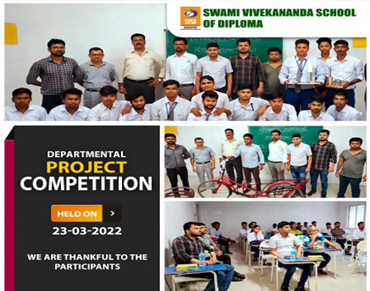 SVSD
SWAMI VIVEKANANDA SCHOOL
OF DIPLOMA
DEPARTMENTAL
PROJECT
COMPETITION
HELD ON >
23-03-2022
WE ARE THANKFUL TO THE
PARTICIPANTS